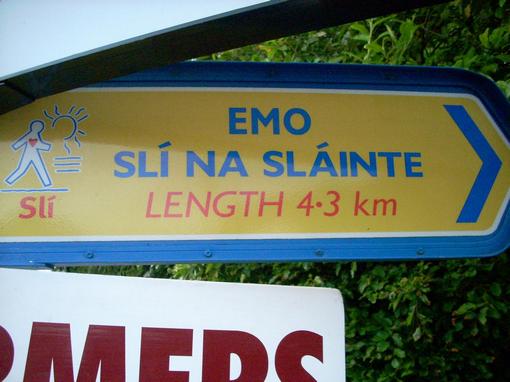 EMO
SLÍ NA SLÁINTE
LENGTH 4·3 km
Slí